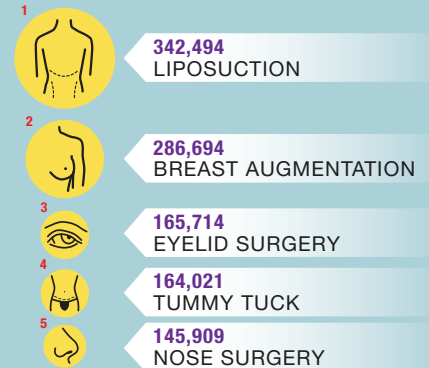 1
342,494
LIPOSUCTION
2
286,694
BREAST AUGMENTATION
3
165,714
EYELID SURGERY
4
164,021
TUMMY TUCK
5
145,909
NOSE SURGERY